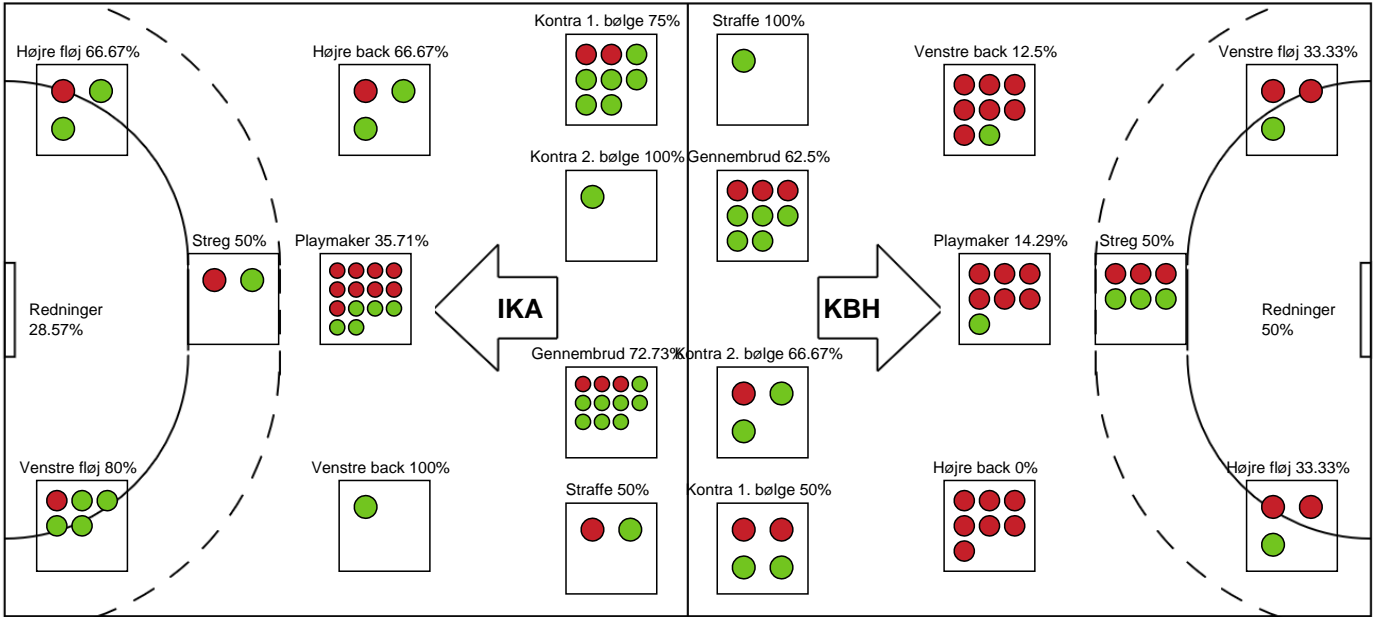 Kontra 1. bølge 75%
Straffe 100%
Højre fløj 66.67%
Højre back 66.67%
Venstre back 12.5%
Venstre fløj 33.33%
Kontra 2. bølge 100%
Gennembrud 62.5%
Streg 50%
Playmaker 35.71%
Playmaker 14.29%
Streg 50%
Redninger
28.57%
IKA
KBH
Redninger
50%
Gennembrud 72.73%
Kontra 2. bølge 66.67%
Venstre fløj 80%
Venstre back 100%
Straffe 50%
Kontra 1. bølge 50%
Højre back 0%
Højre fløj 33.33%